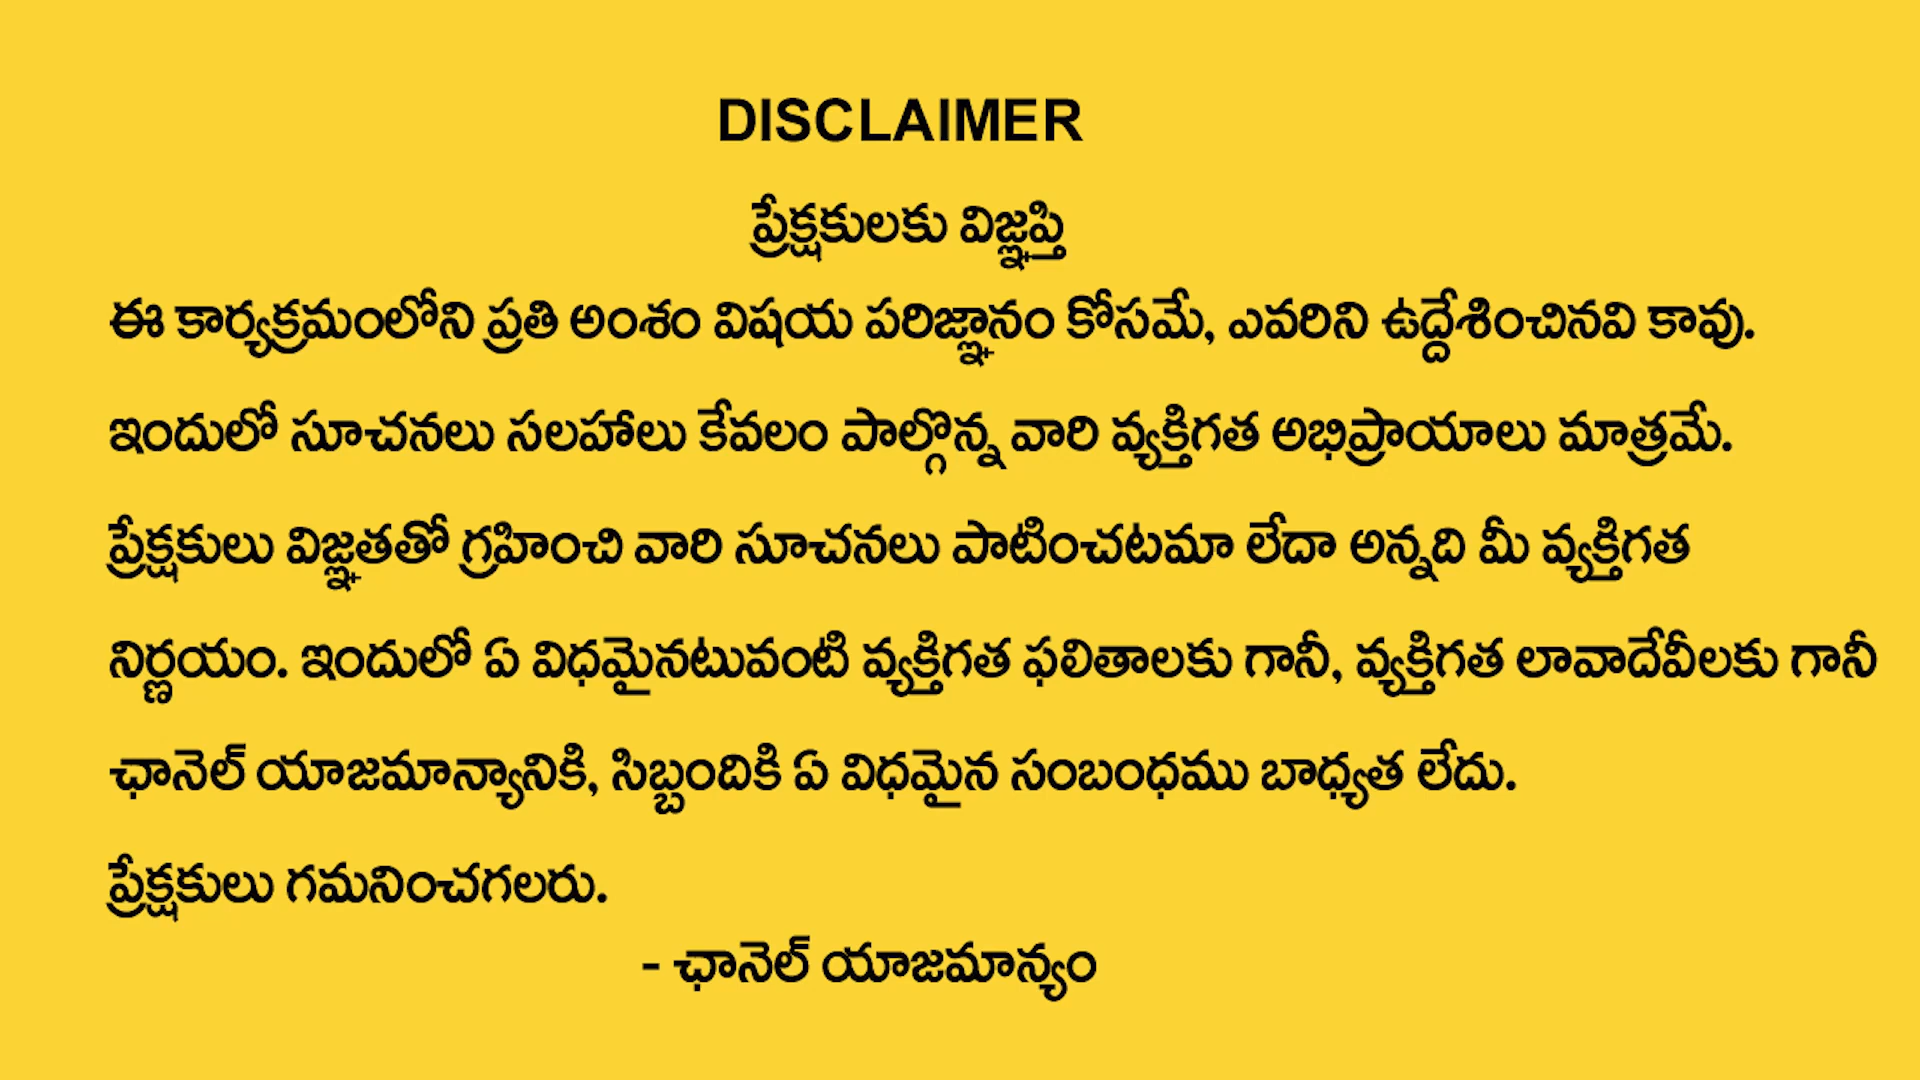 DISCLAIMER
ప్రేక్షకులకు విజ్ఞప్తి
ఈ కార్యక్రమంలోని ప్రతి అంశం విషయ పరిజ్ఞానం కోసమే, ఎవరిని ఉద్దేశించినవి కావు.
ఇందులో సూచనలు సలహాలు కేవలం పాల్గొన్న వారి వ్యక్తిగత అభిప్రాయాలు మాత్రమే.
ప్రేక్షకులు విజ్ఞతతో గ్రహించి వారి సూచనలు పాటించటమా లేదా అన్నది మీ వ్యక్తిగత
నిర్ణయం. ఇందులో ఏ విధమైనటువంటి వ్యక్తిగత ఫలితాలకు గానీ, వ్యక్తిగత లావాదేవీలకు గానీ
ఛానెల్ యాజమాన్యానికి, సిబ్బందికి ఏ విధమైన సంబంధము బాధ్యత లేదు.
ప్రేక్షకులు గమనించగలరు.
- ఛానెల్ యాజమాన్యం